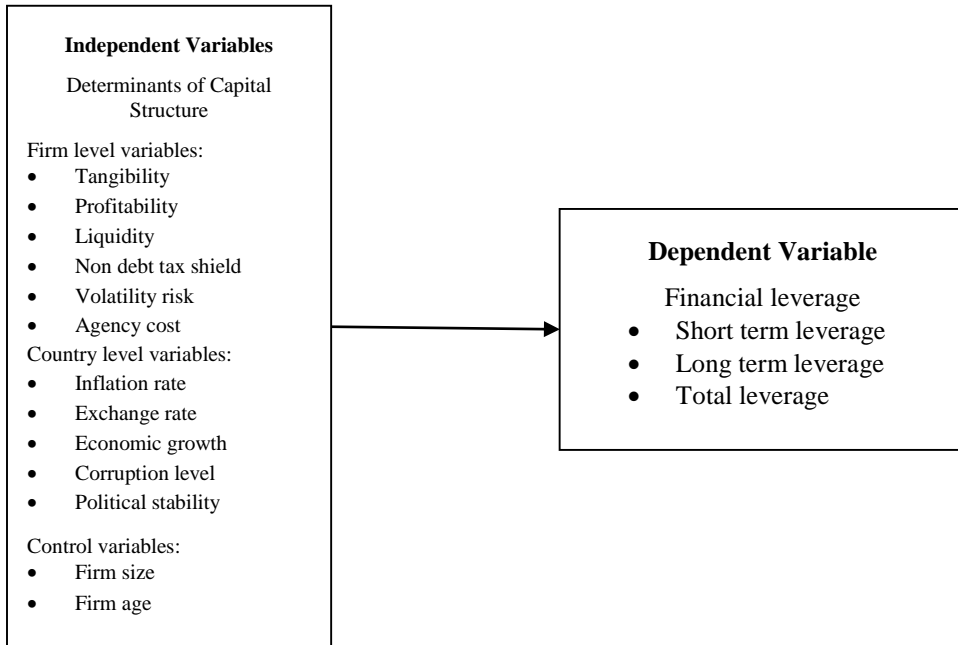 Independent Variables
Determinants of Capital
Structure
Firm level variables:
• Tangibility
• Profitability
• Liquidity
• Non debt tax shield
• Volatility risk
• Agency cost
Country level variables:
• Inflation rate
• Exchange rate
• Economic growth
• Corruption level
• Political stability
Control variables:
• Firm size
• Firm age
Dependent Variable
Financial leverage
• Short term leverage
• Long term leverage
• Total leverage